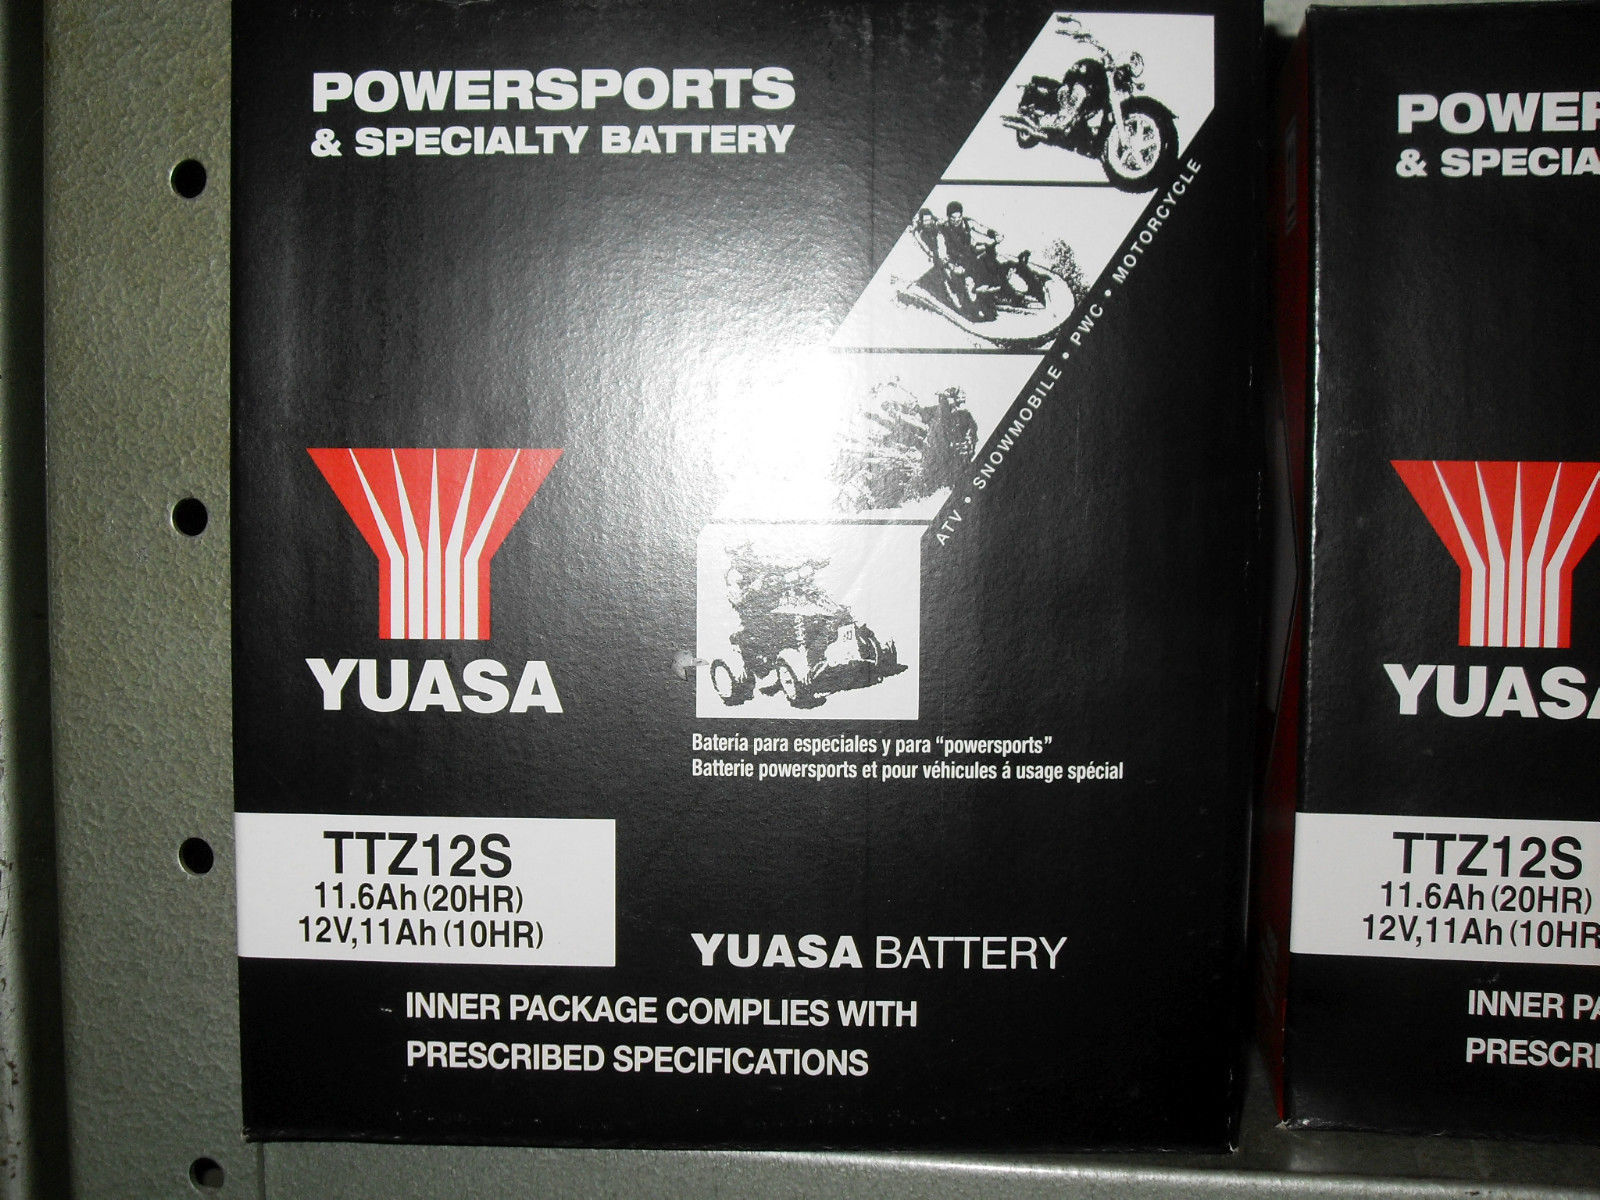 POWERSPORTS
& SPECIALTY BATTERY
ATV • SNOWMOBILE • PWC • MOTORCYCLE
YUASA
Batería para especiales y para “powersports”
Batterie powersports et pour véhicules á usage spécial
TTZ12S
11.6Ah (20HR)
12V,11Ah (10HR)
YUASA BATTERY
INNER PACKAGE COMPLIES WITH
PRESCRIBED SPECIFICATIONS
POWER
& SPECIA
YUASA
TTZ12S
11.6Ah (20HR)
12V,11Ah (10HR
INNER PA
PRESCRI